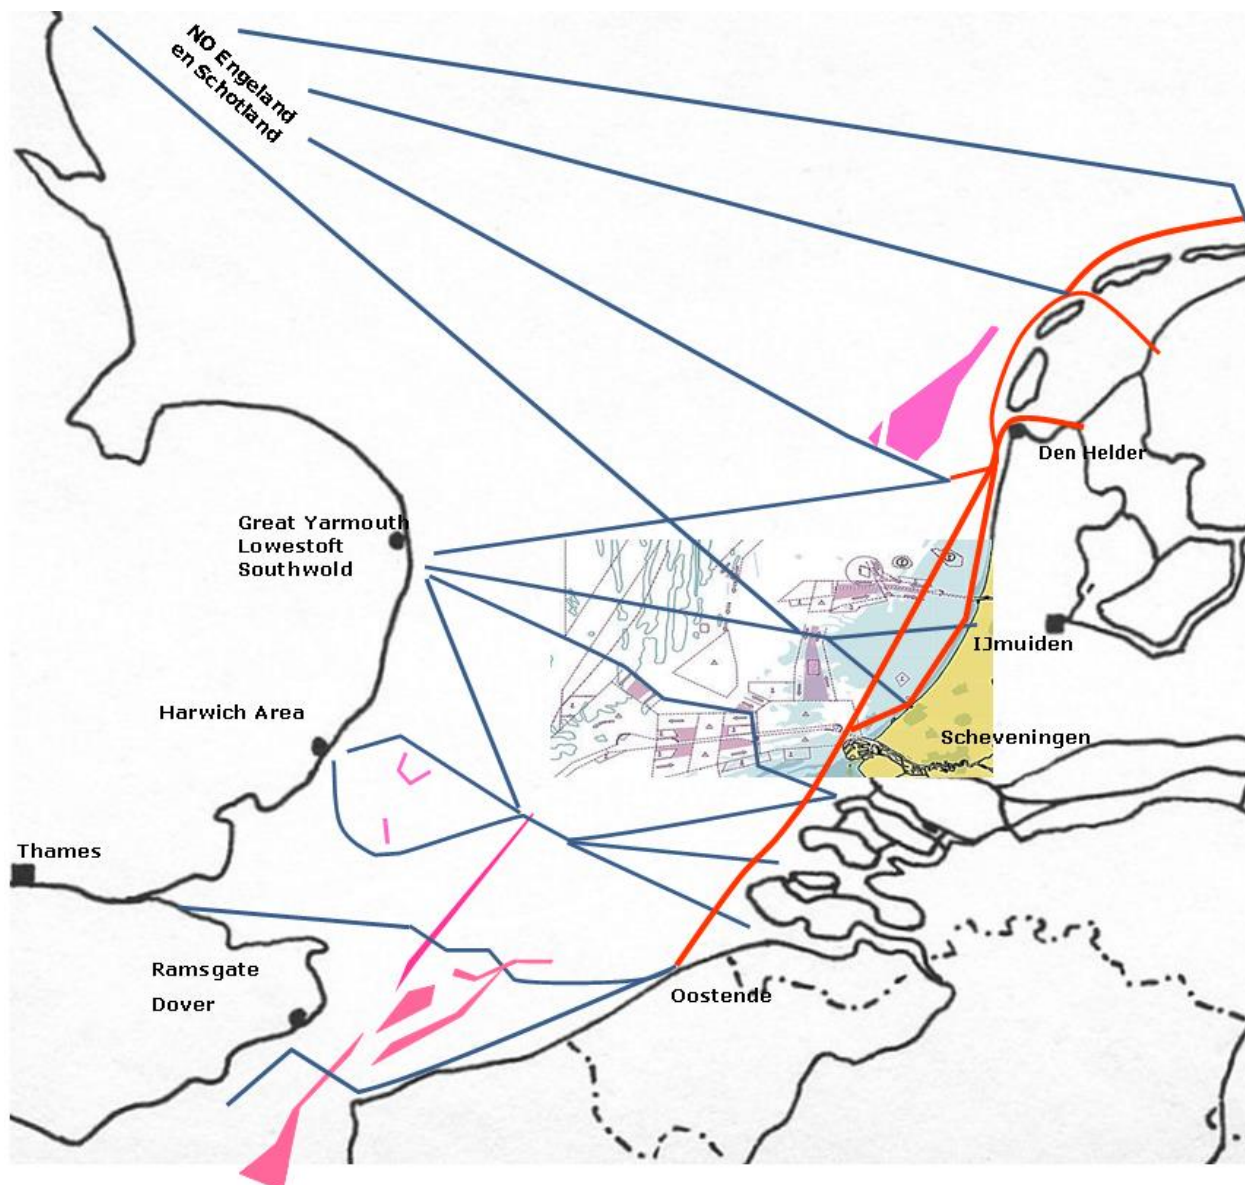 NO Engeland
en Schotland
Den Helder
Great Yarmouth
Lowestoft
Southwold
IJmuiden
Harwich Area
Scheveningen
Thames
Ramsgate
Dover
Oostende